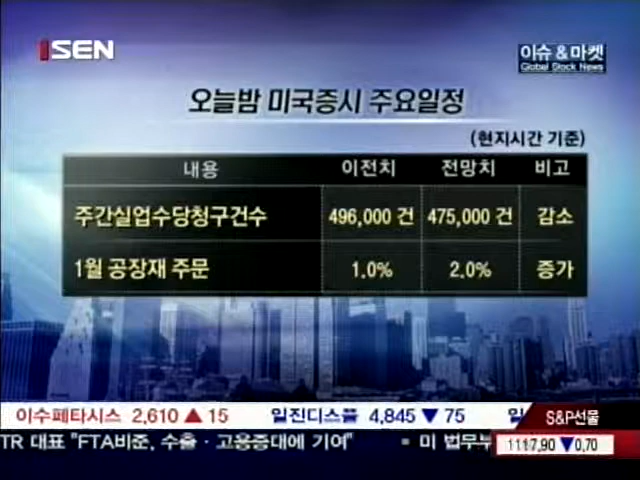 SEN
이슈&마켓
Global Stock News
오늘밤 미국증시 주요일정
(현지시간 기준)
내용 이전치 전망치 비고
주간실업수당청구건수 496,000 건 475,000 건 감소
1월 공장재 주문 1.0% 2.0% 증가
이수페타시스 2,610 ▲ 15 일진디스플 4,845 ▼ 75 일
S&P선물
TR 대표 "FTA비준, 수출·고용증대에 기여" 미 법무부
1117,90 ▼0,70